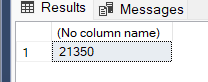 Results Messages
(No column name)
1 21350